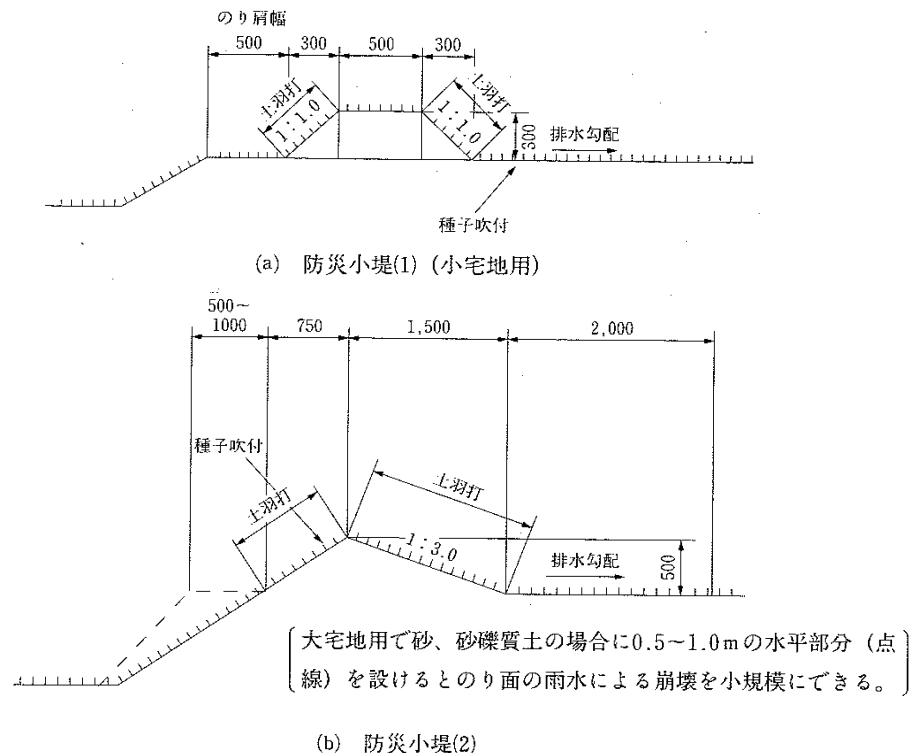 のり肩幅
500 300 500 300
土羽打
1:1.0
土羽打
1:1.0
300
排水勾配
種子吹付
(a) 防災小堤(1)（小宅地用）
500～
1000 750 1,500 2,000
種子吹付
土羽打
土羽打
1:3.0
排水勾配
500
大宅地用で砂、砂礫質土の場合に0.5～1.0mの水平部分（点
線）を設けるとのり面の雨水による崩壊を小規模にできる。
(b) 防災小堤(2)